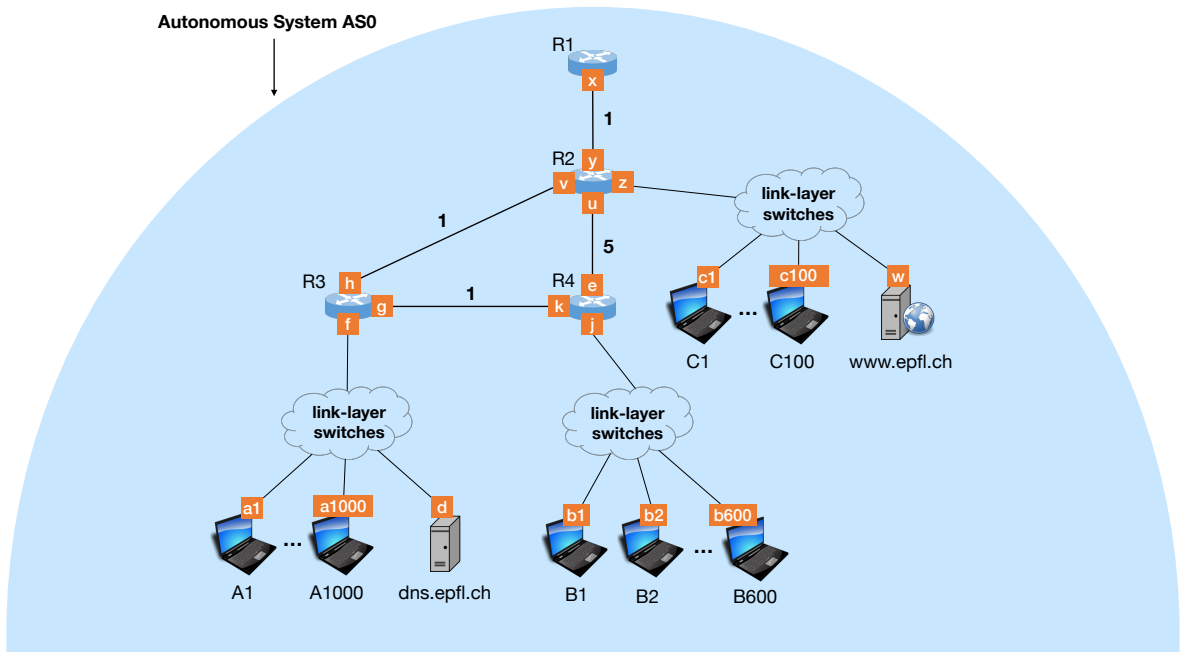 Autonomous System AS0
R1
x
1
R2
y
v
z
u
link-layer
switches
1
5
c1
c100
w
R3
h
R4
e
1
g
k
f
j
...
C1
C100
www.epfl.ch
link-layer
switches
link-layer
switches
a1
a1000
d
b1
b2
b600
...
...
A1
A1000
dns.epfl.ch
B1
B2
B600